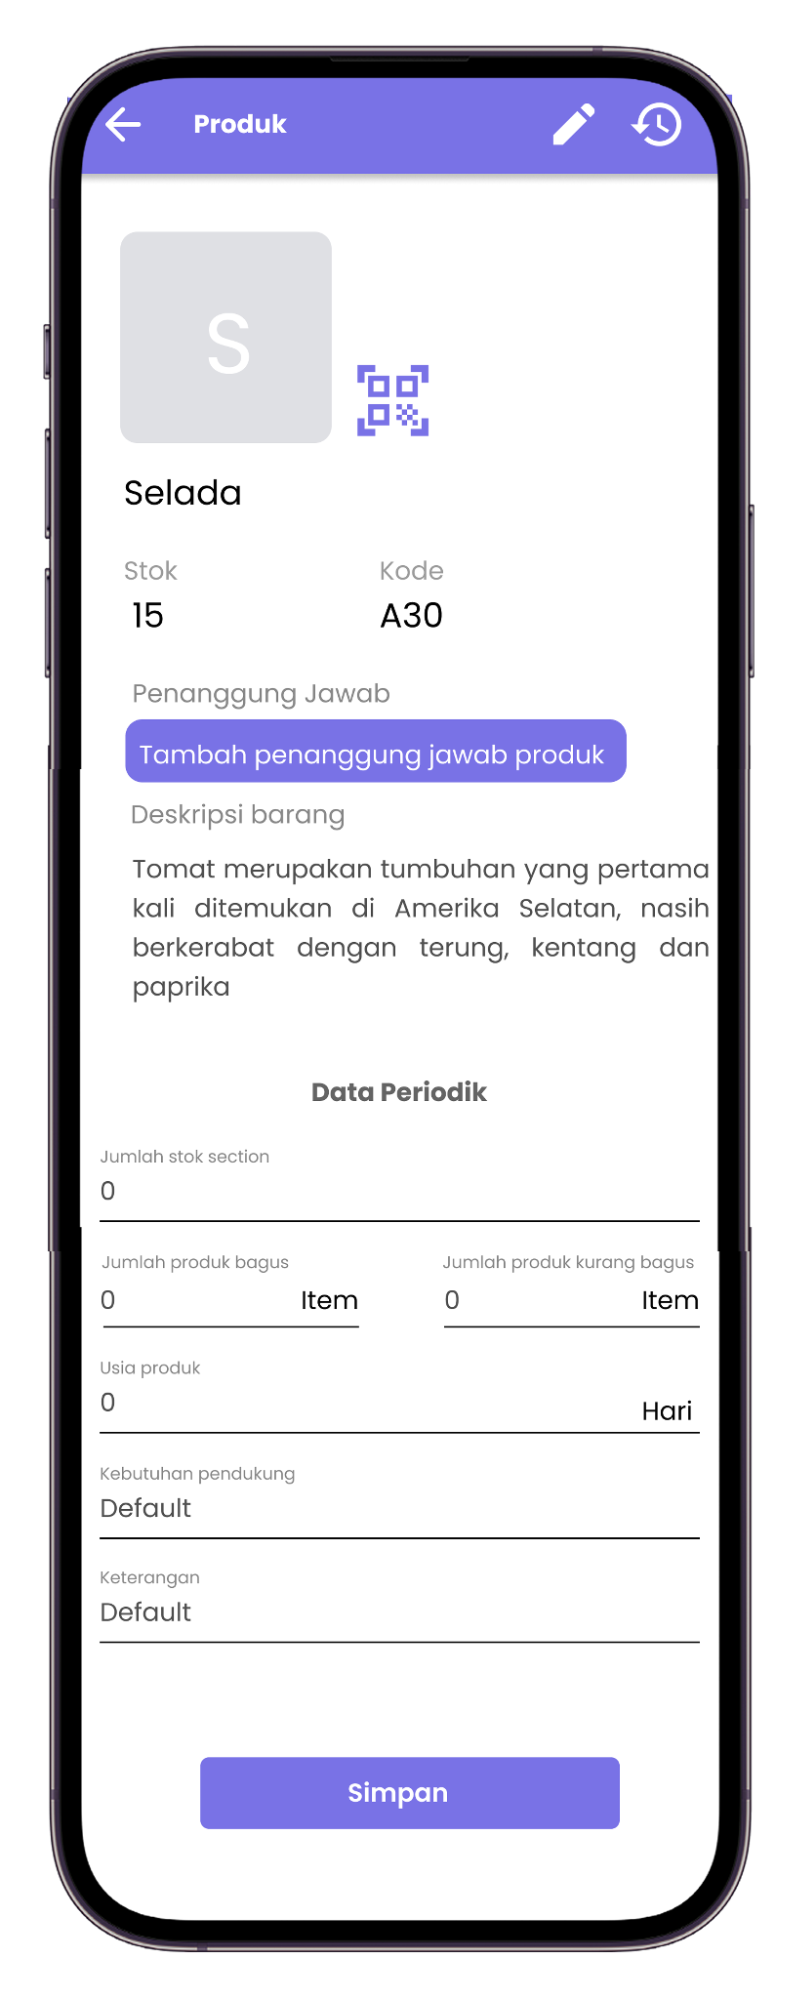 Produk
S
Selada
Stok Kode
15 A30
Penanggung Jawab
Tambah penanggung jawab produk
Deskripsi barang
Tomat merupakan tumbuhan yang pertama
kali ditemukan di Amerika Selatan, nasih
berkerabat dengan terung, kentang dan
paprika
Data Periodik
Jumlah stok section
0
Jumlah produk bagus Jumlah produk kurang bagus
0 Item 0 Item
Usia produk
0 Hari
Kebutuhan pendukung
Default
Keterangan
Default
Simpan